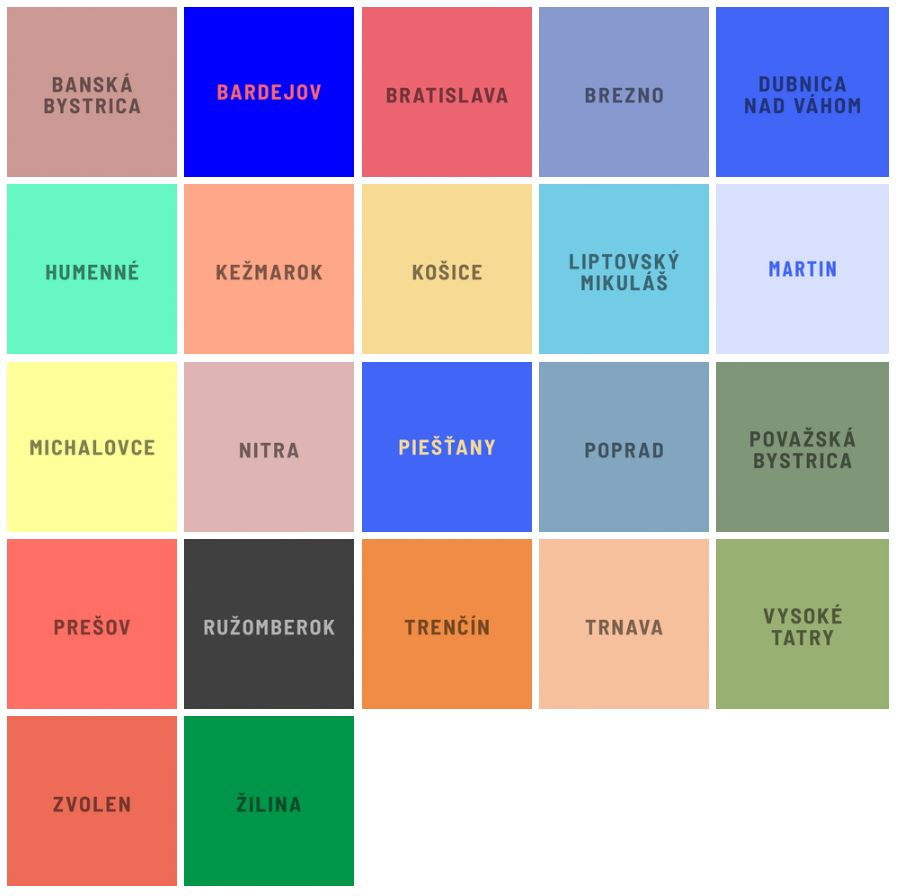 BANSKÁ
BYSTRICA
BARDEJOV
BRATISLAVA
BREZNO
DUBNICA
NAD VÁHOM
HUMENNÉ
KEŽMAROK
KOŠICE
LIPTOVSKÝ
MIKULÁŠ
MARTIN
MICHALOVCE
NITRA
PIEŠŤANY
POPRAD
POVAŽSKÁ
BYSTRICA
PREŠOV
RUŽOMBEROK
TRENČÍN
TRNAVA
VYSOKÉ
TATRY
ZVOLEN
ŽILINA